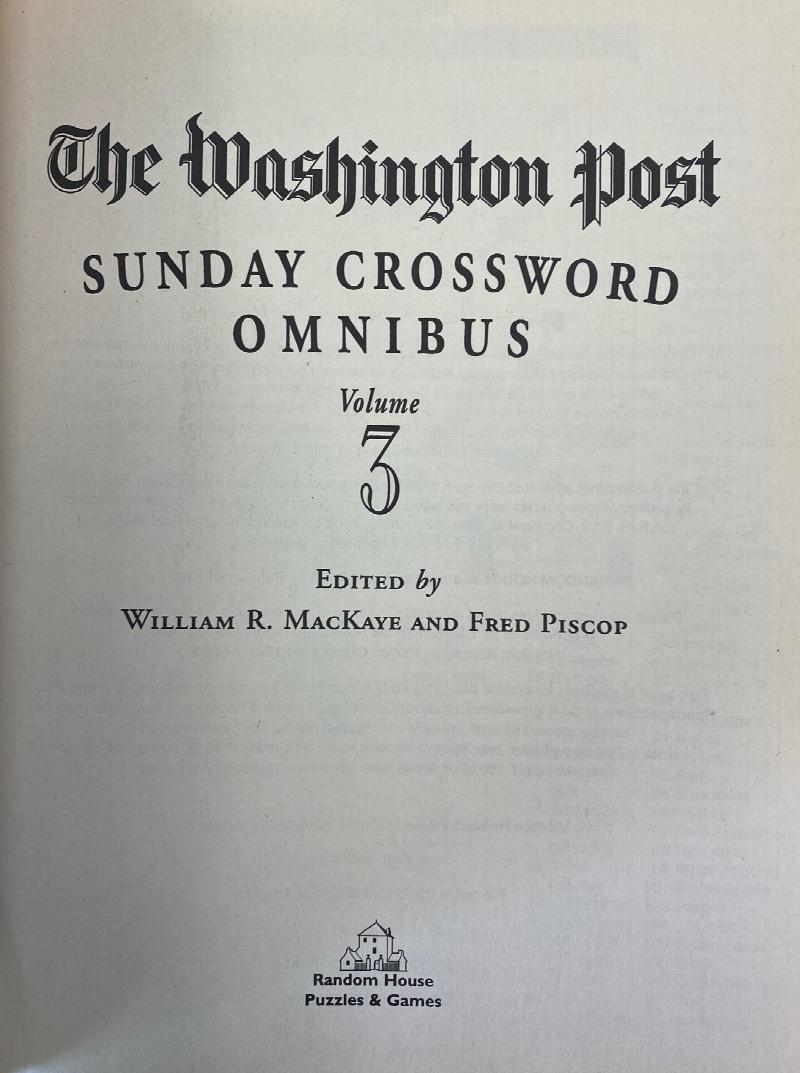 The Washington Post
SUNDAY CROSSWORD
OMNIBUS
Volume
3
EDITED by
WILLIAM R. MACKAYE AND FRED PISCOP
Random House
Puzzles & Games